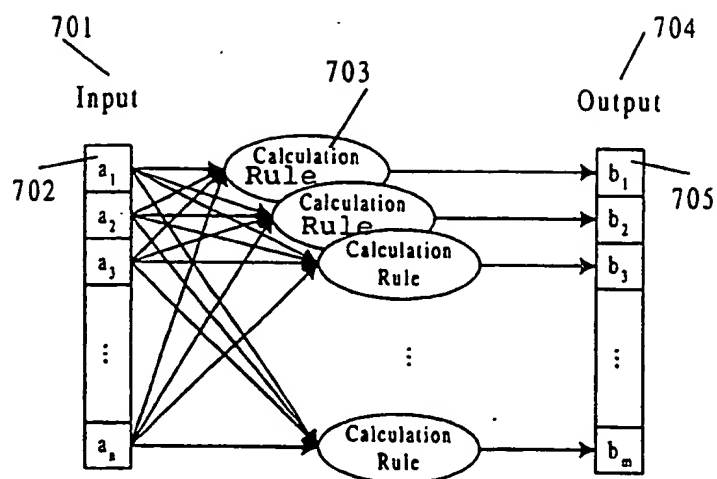 701
704
703
Input
Output
Calculation
Rule
702
a₁
b₁
705
Calculation
Rule
a₂
b₂
Calculation
Rule
a₃
b₃
⋮
⋮
⋮
Calculation
Rule
aₙ
bₘ